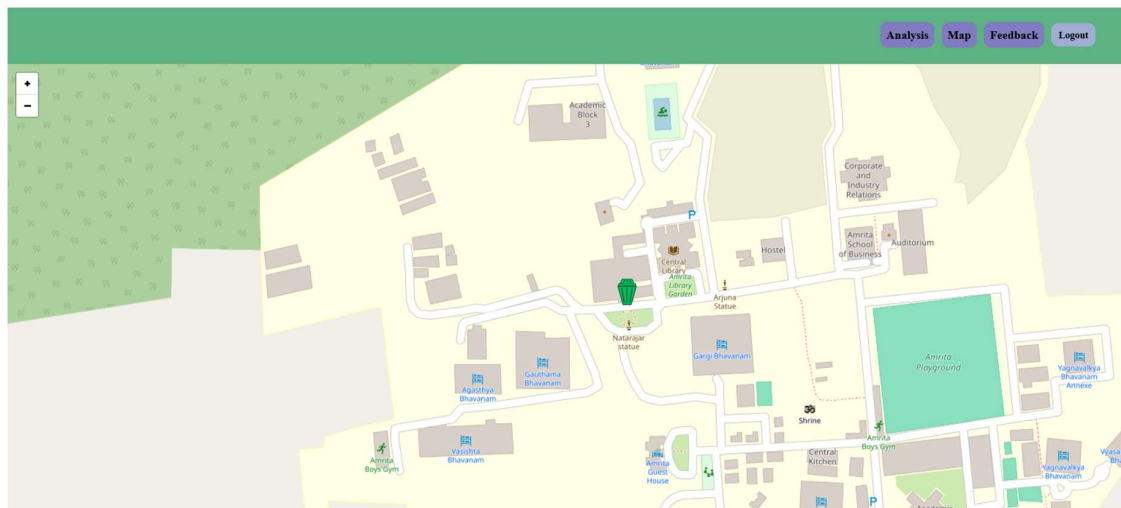 Analysis
Map
Feedback
Logout
+
−
Academic
Block
3
P
Corporate
and
Industry
Relations
Amrita
School
of Business
Auditorium
Hostel
Central
Library
Amrita
Library
Garden
Arjuna
Statue
Natarajar
statue
Gargi Bhavanam
Amrita
Playground
Yagnavalkya
Bhavanam
Annexe
Agasthya
Bhavanam
Gauthama
Bhavanam
Vasishta
Bhavanam
Amrita
Boys Gym
Shrine
Amrita
Boys Gym
Central
Kitchen
Amrita
Guest
House
Yagnavalkya
Bhavanam
P